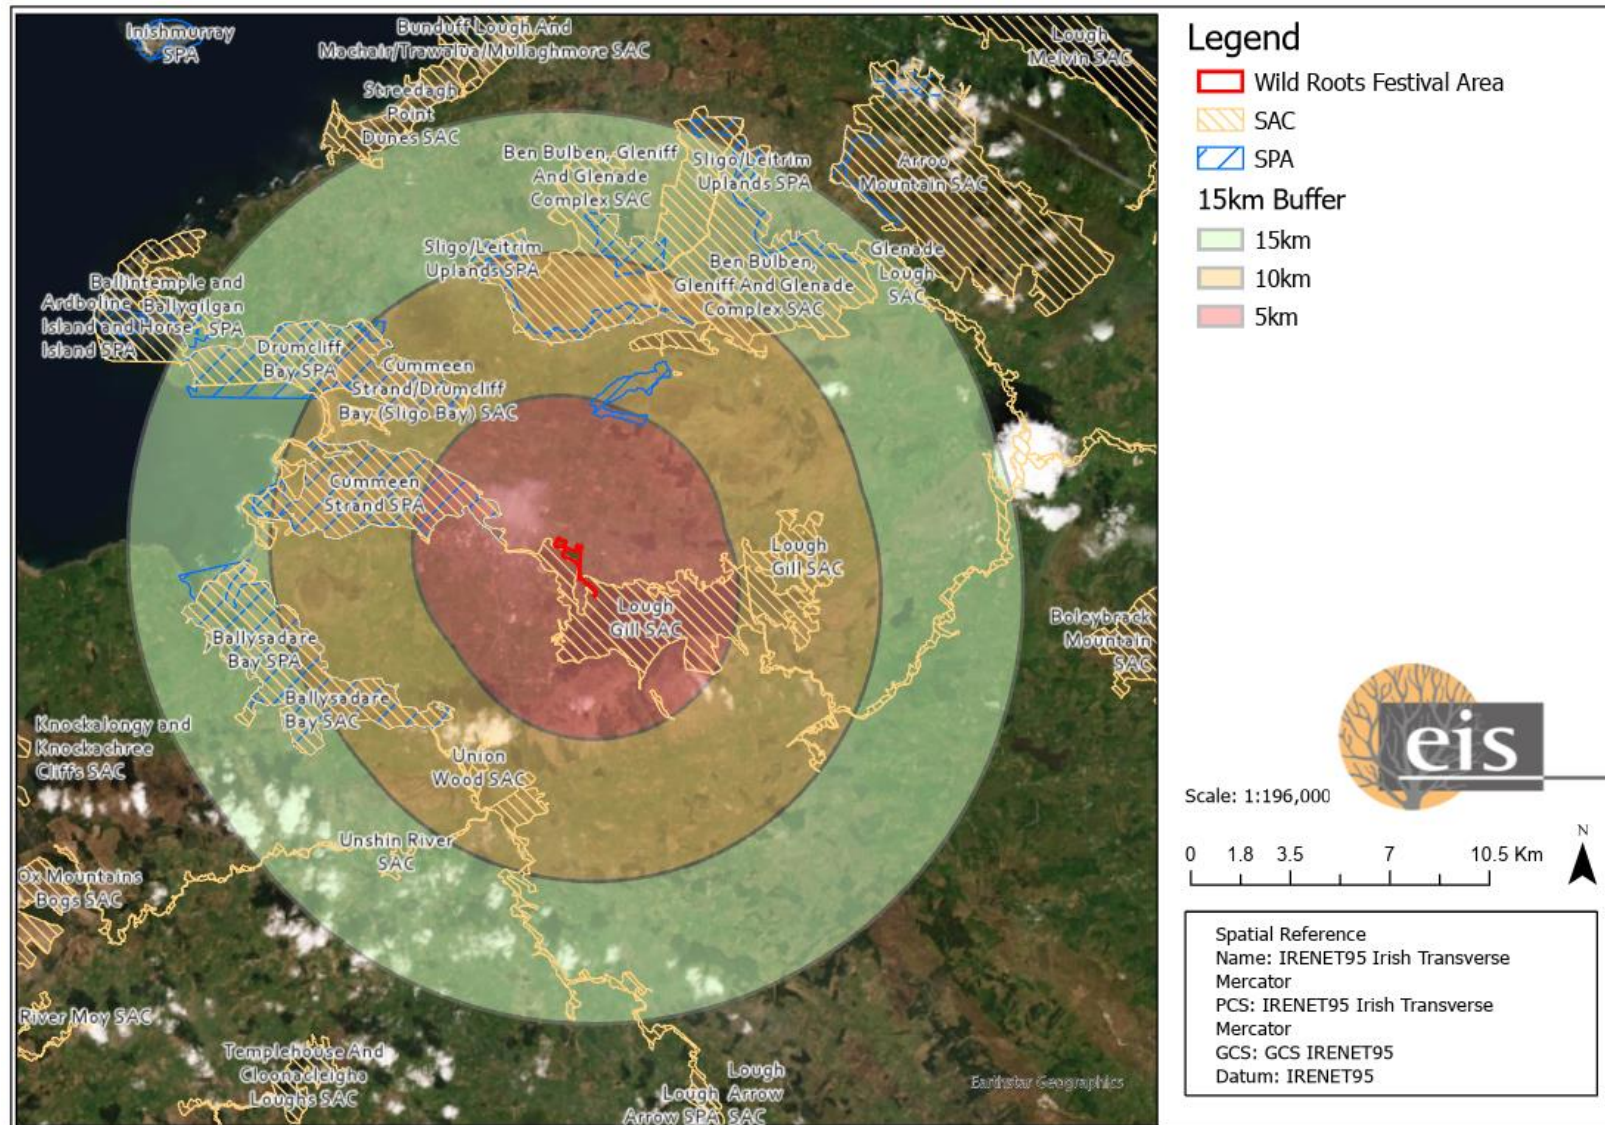 Inishmurray
SPA
Bunduff Lough And
Machair/Trawalua/Mullaghmore SAC
Lough
Melvin SAC
Streedagh
Point
Dunes SAC
Ben Bulben, Gleniff
And Glenade
Complex SAC
Sligo/Leitrim
Uplands SPA
Arroo
Mountain SAC
Sligo/Leitrim
Uplands SPA
Ben Bulben,
Gleniff And Glenade
Complex SAC
Glenade
Lough
SAC
Ballintemple and
Ballygilgan
SPA
Ardboline
Island and Horse
Island SPA
Drumcliff
Bay SPA
Cummeen
Strand/Drumcliff
Bay (Sligo Bay) SAC
Cummeen
Strand SPA
Lough
Gill SAC
Lough
Gill SAC
Boleybrack
Mountain
SAC
Ballysadare
Bay SPA
Ballysadare
Bay SAC
Knockalongy and
Knockachree
Cliffs SAC
Union
Wood SAC
Unshin River
SAC
Ox Mountains
Bogs SAC
River Moy SAC
Templehouse And
Cloonacleigha
Loughs SAC
Lough
Arrow SPA
Lough
Arrow
SAC
Earthstar Geographics
Legend
Wild Roots Festival Area
SAC
SPA
15km Buffer
15km
10km
5km
eis
Scale: 1:196,000
N
0 1.8 3.5 7 10.5 Km
Spatial Reference
Name: IRENET95 Irish Transverse
Mercator
PCS: IRENET95 Irish Transverse
Mercator
GCS: GCS IRENET95
Datum: IRENET95